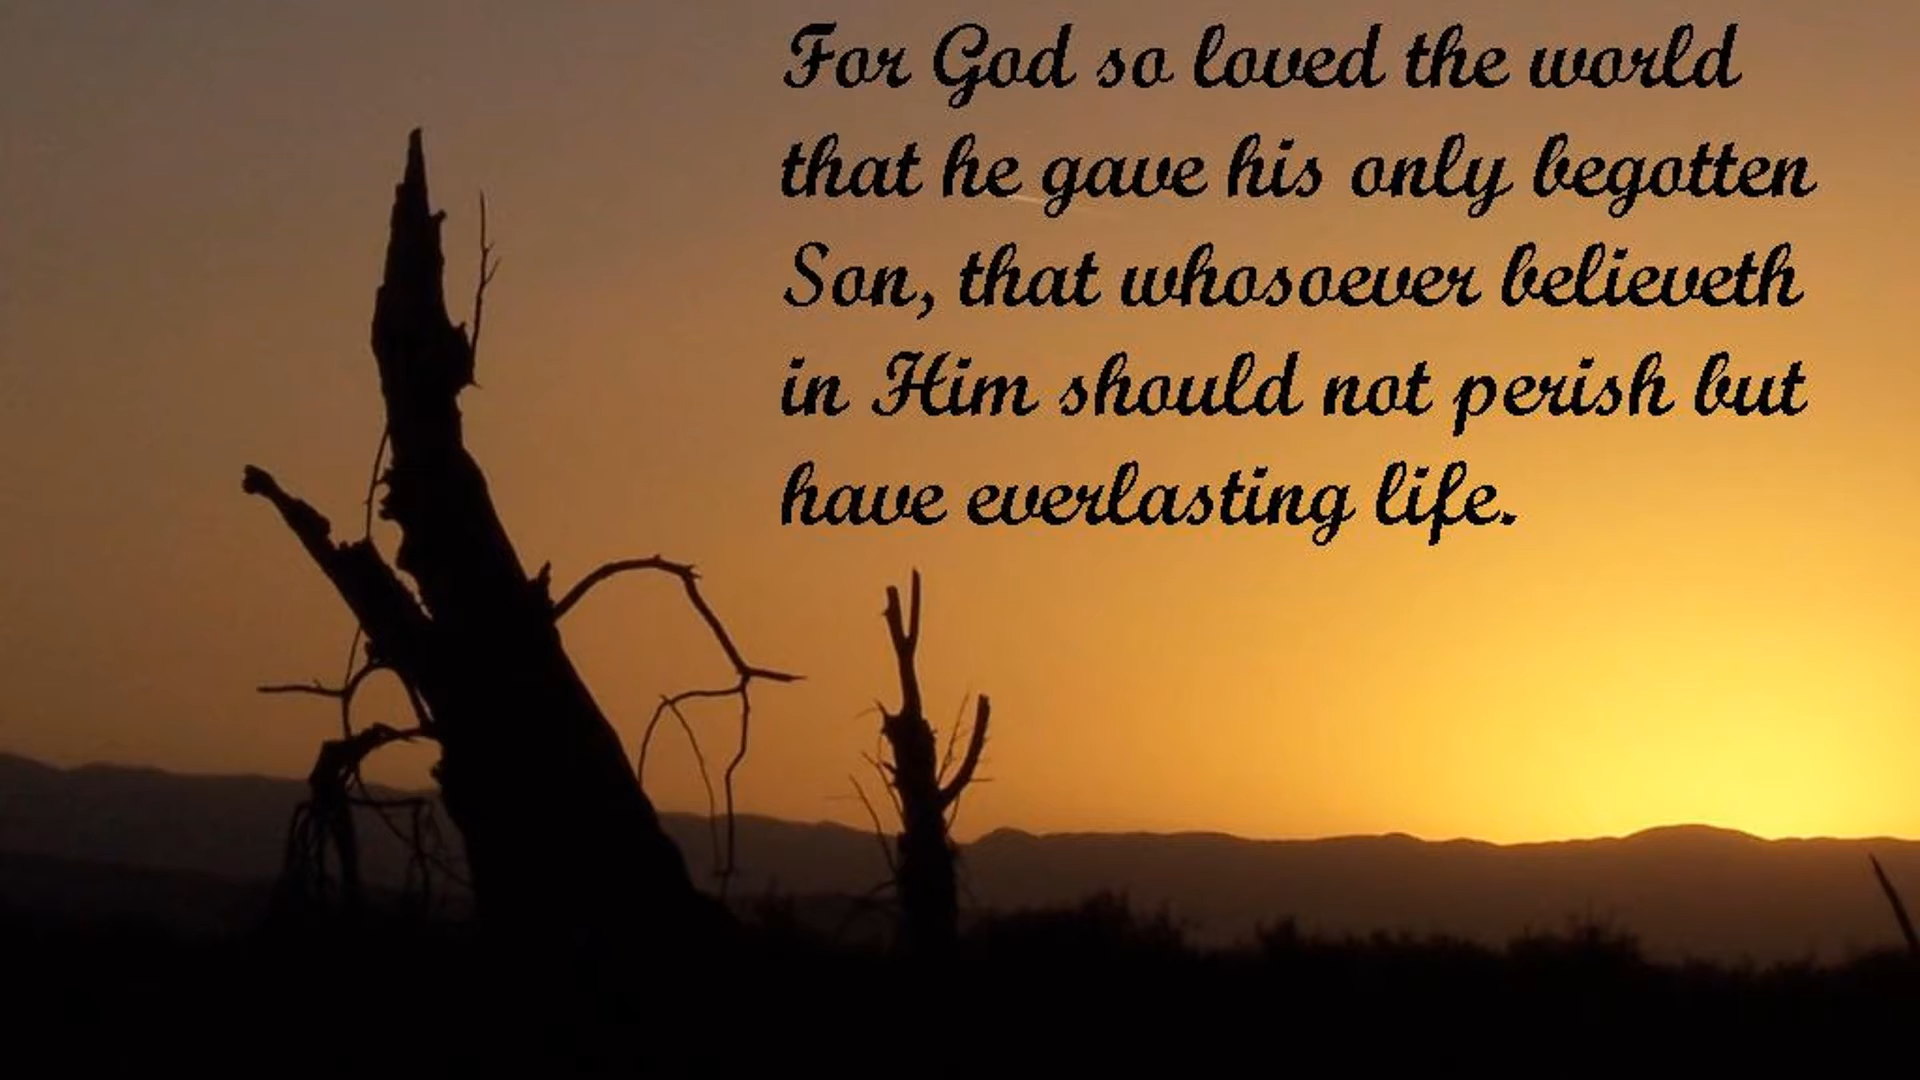 For God so loved the world
that he gave his only begotten
Son, that whosoever believeth
in Him should not perish but
have everlasting life.